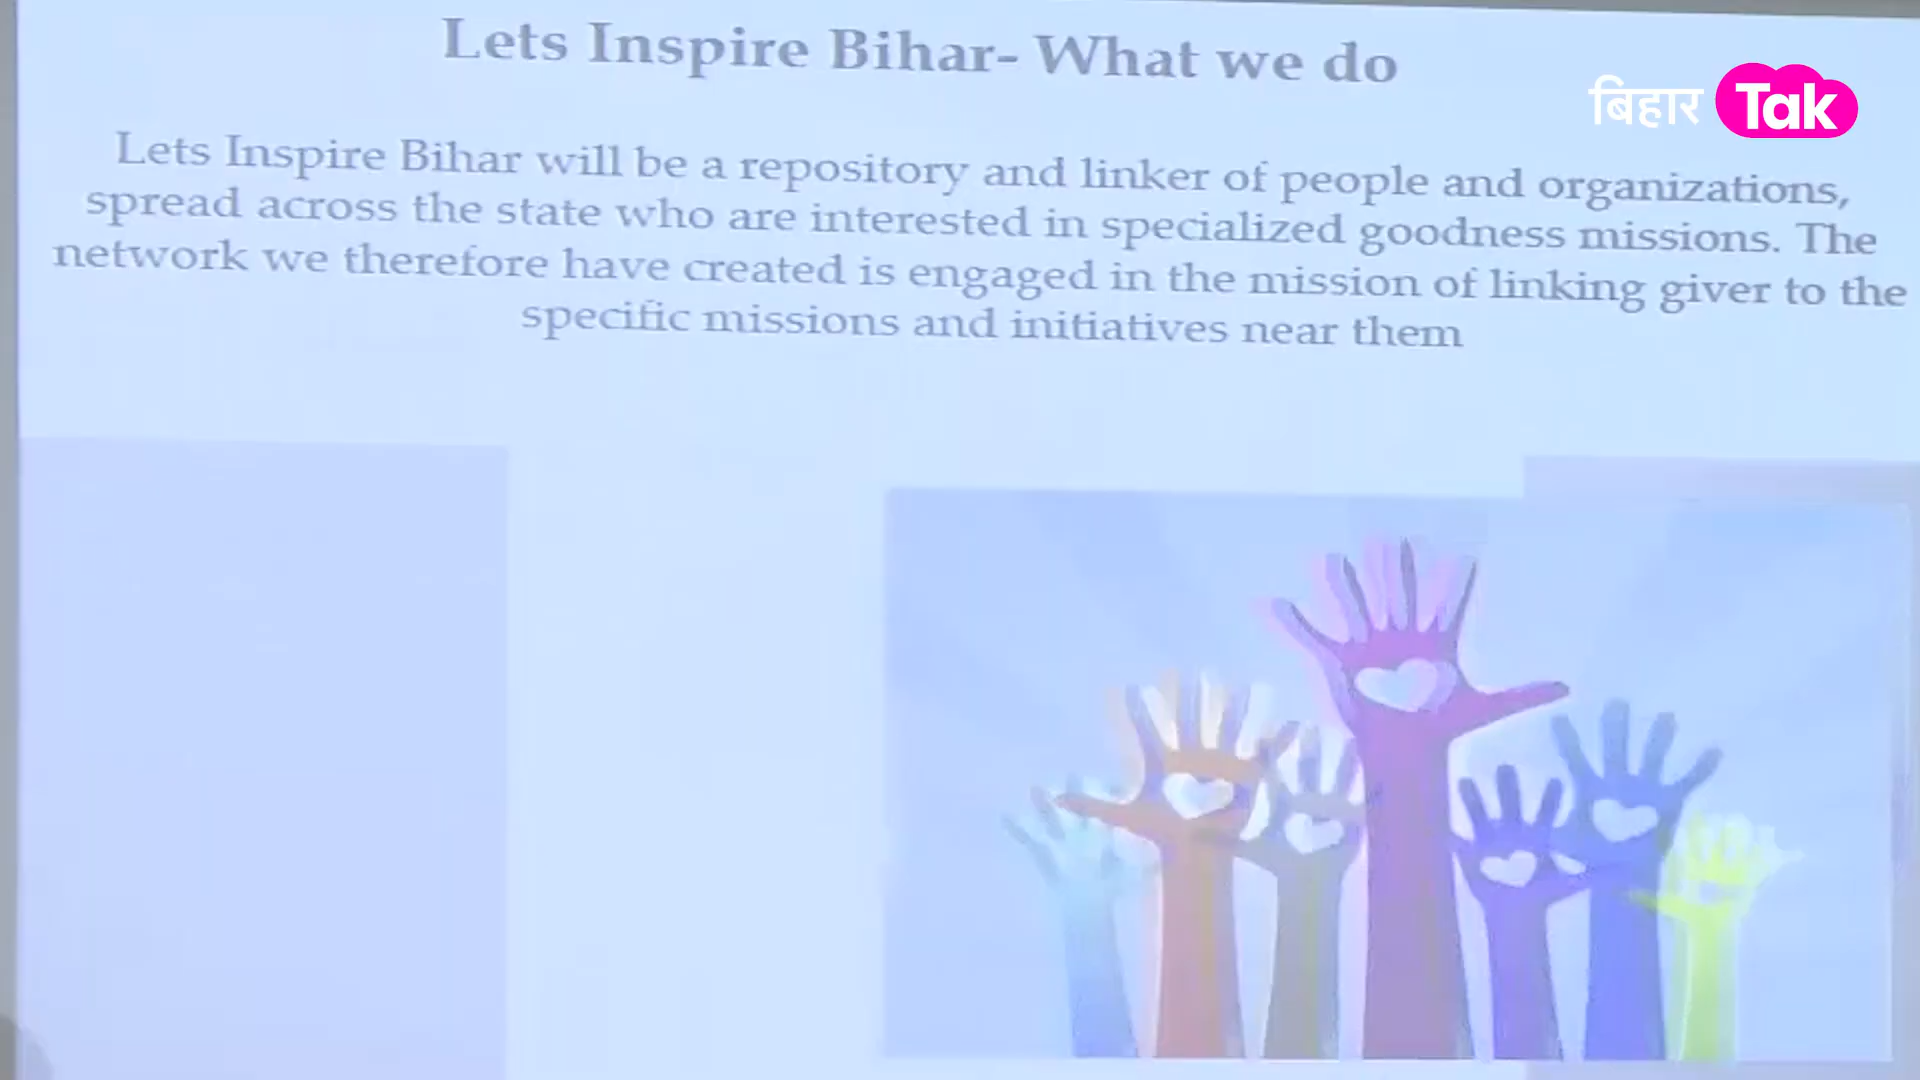 Lets Inspire Bihar- What we do
बिहार Tak
Lets Inspire Bihar will be a repository and linker of people and organizations,
spread across the state who are interested in specialized goodness missions. The
network we therefore have created is engaged in the mission of linking giver to the
specific missions and initiatives near them